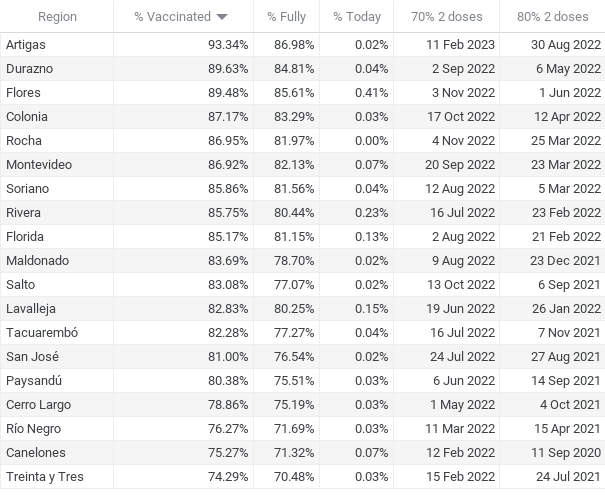 Region % Vaccinated % Fully % Today 70% 2 doses 80% 2 doses
Artigas 93.34% 86.98% 0.02% 11 Feb 2023 30 Aug 2022
Durazno 89.63% 84.81% 0.04% 2 Sep 2022 6 May 2022
Flores 89.48% 85.61% 0.41% 3 Nov 2022 1 Jun 2022
Colonia 87.17% 83.29% 0.03% 17 Oct 2022 12 Apr 2022
Rocha 86.95% 81.97% 0.00% 4 Nov 2022 25 Mar 2022
Montevideo 86.92% 82.13% 0.07% 20 Sep 2022 23 Mar 2022
Soriano 85.86% 81.56% 0.04% 12 Aug 2022 5 Mar 2022
Rivera 85.75% 80.44% 0.23% 16 Jul 2022 23 Feb 2022
Florida 85.17% 81.15% 0.13% 2 Aug 2022 21 Feb 2022
Maldonado 83.69% 78.70% 0.02% 9 Aug 2022 23 Dec 2021
Salto 83.08% 77.07% 0.02% 13 Oct 2022 6 Sep 2021
Lavalleja 82.83% 80.25% 0.15% 19 Jun 2022 26 Jan 2022
Tacuarembó 82.28% 77.27% 0.04% 16 Jul 2022 7 Nov 2021
San José 81.00% 76.54% 0.02% 24 Jul 2022 27 Aug 2021
Paysandú 80.38% 75.51% 0.03% 6 Jun 2022 14 Sep 2021
Cerro Largo 78.86% 75.19% 0.03% 1 May 2022 4 Oct 2021
Río Negro 76.27% 71.69% 0.03% 11 Mar 2022 15 Apr 2021
Canelones 75.27% 71.32% 0.07% 12 Feb 2022 11 Sep 2020
Treinta y Tres 74.29% 70.48% 0.03% 15 Feb 2022 24 Jul 2021